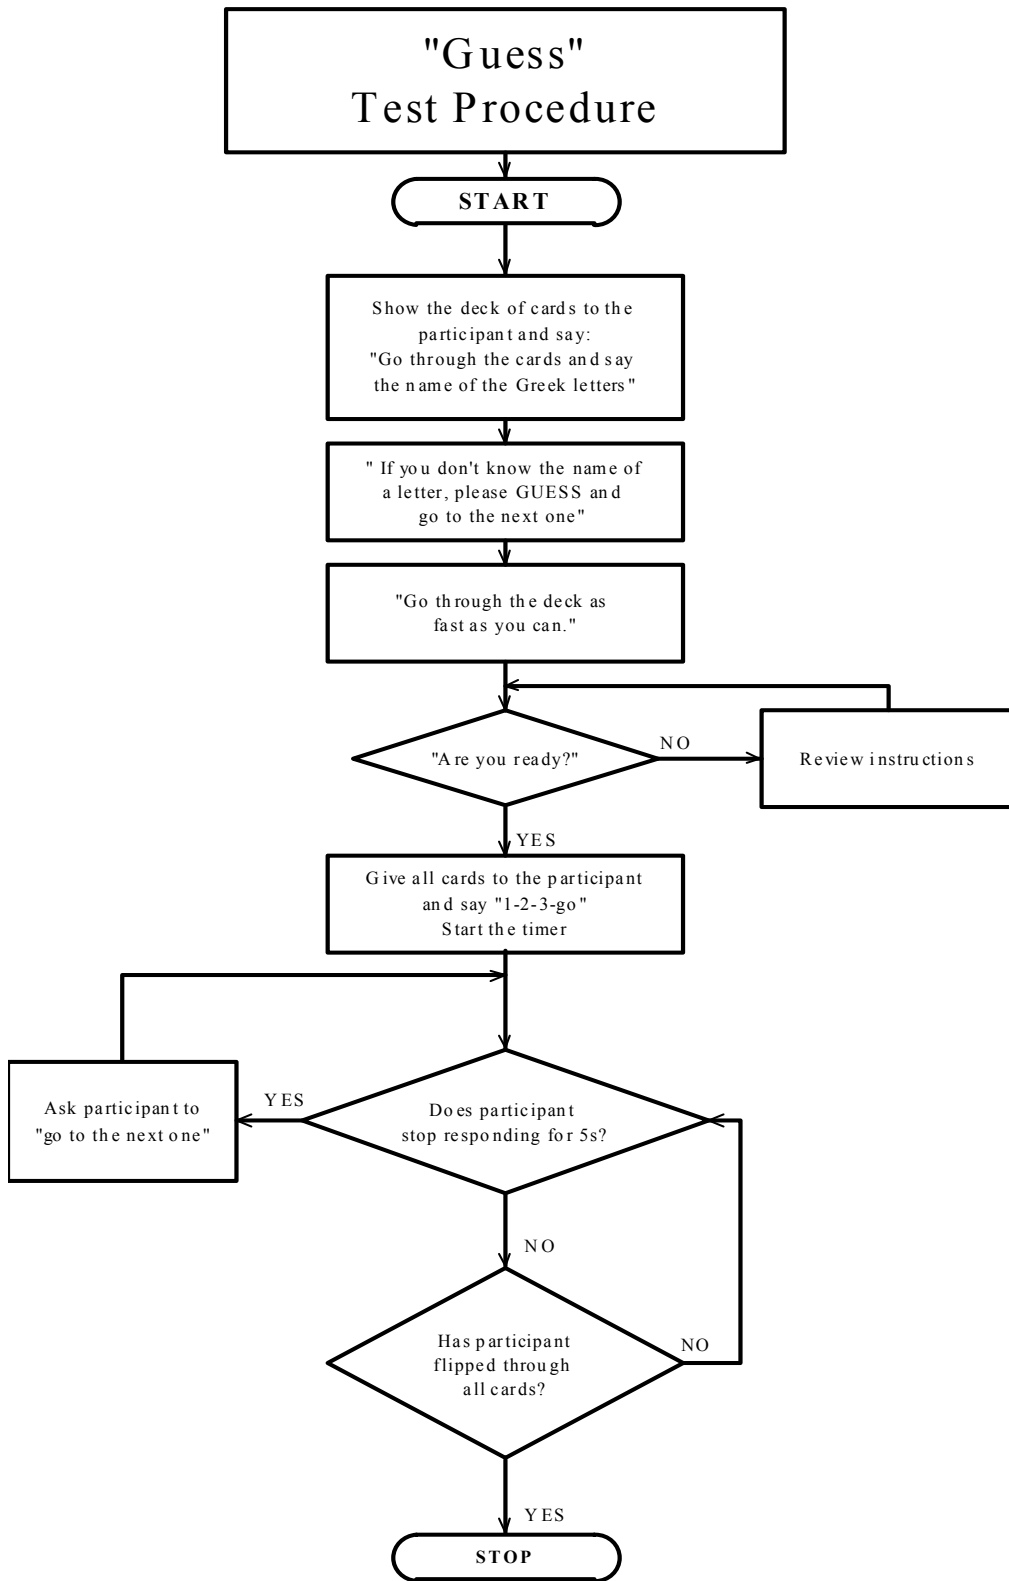 "Guess"
Test Procedure
START
Show the deck of cards to the
participant and say:
"Go through the cards and say
the name of the Greek letters"
" If you don't know the name of
a letter, please GUESS and
go to the next one"
"Go through the deck as
fast as you can."
"Are you ready?"
NO
Review instructions
YES
Give all cards to the participant
and say "1-2-3-go"
Start the timer
Does participant
stop responding for 5s?
YES
Ask participant to
"go to the next one"
NO
Has participant
flipped through
all cards?
NO
YES
STOP